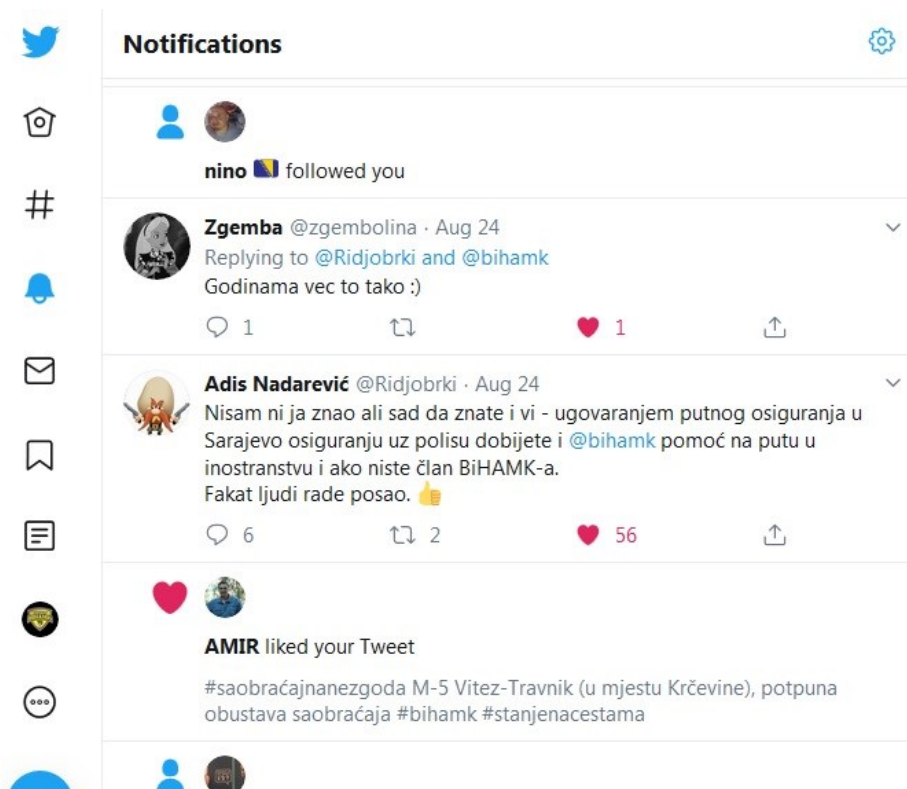 Notifications
nino 🇧🇦 followed you
Zgemba @zgembolina · Aug 24
Replying to @Ridjobrki and @bihamk
Godinama vec to tako :)
1
1
Adis Nadarević @Ridjobrki · Aug 24
Nisam ni ja znao ali sad da znate i vi - ugovaranjem putnog osiguranja u
Sarajevo osiguranju uz polisu dobijete i @bihamk pomoć na putu u
inostranstvu i ako niste član BiHAMK-a.
Fakat ljudi rade posao. 👍
6 2 56
AMIR liked your Tweet
#saobraćajnanezgoda M-5 Vitez-Travnik (u mjestu Krčevine), potpuna
obustava saobraćaja #bihamk #stanjenacestama